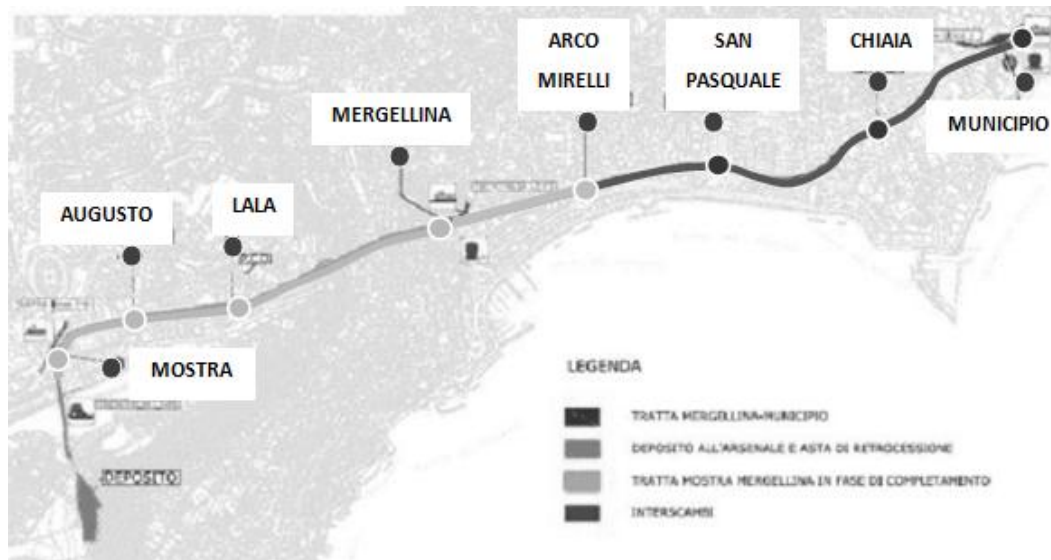 ARCO
MIRELLI
SAN
PASQUALE
CHIAIA
MUNICIPIO
MERGELLINA
AUGUSTO
LALA
MOSTRA
DEPOSITO
LEGENDA
TRATTA MERGELLINA-MUNICIPIO
DEPOSITO ALL'ARSENALE E ASTA DI RETROCESSIONE
TRATTA MOSTRA MERGELLINA IN FASE DI COMPLETAMENTO
INTERSCAMBI